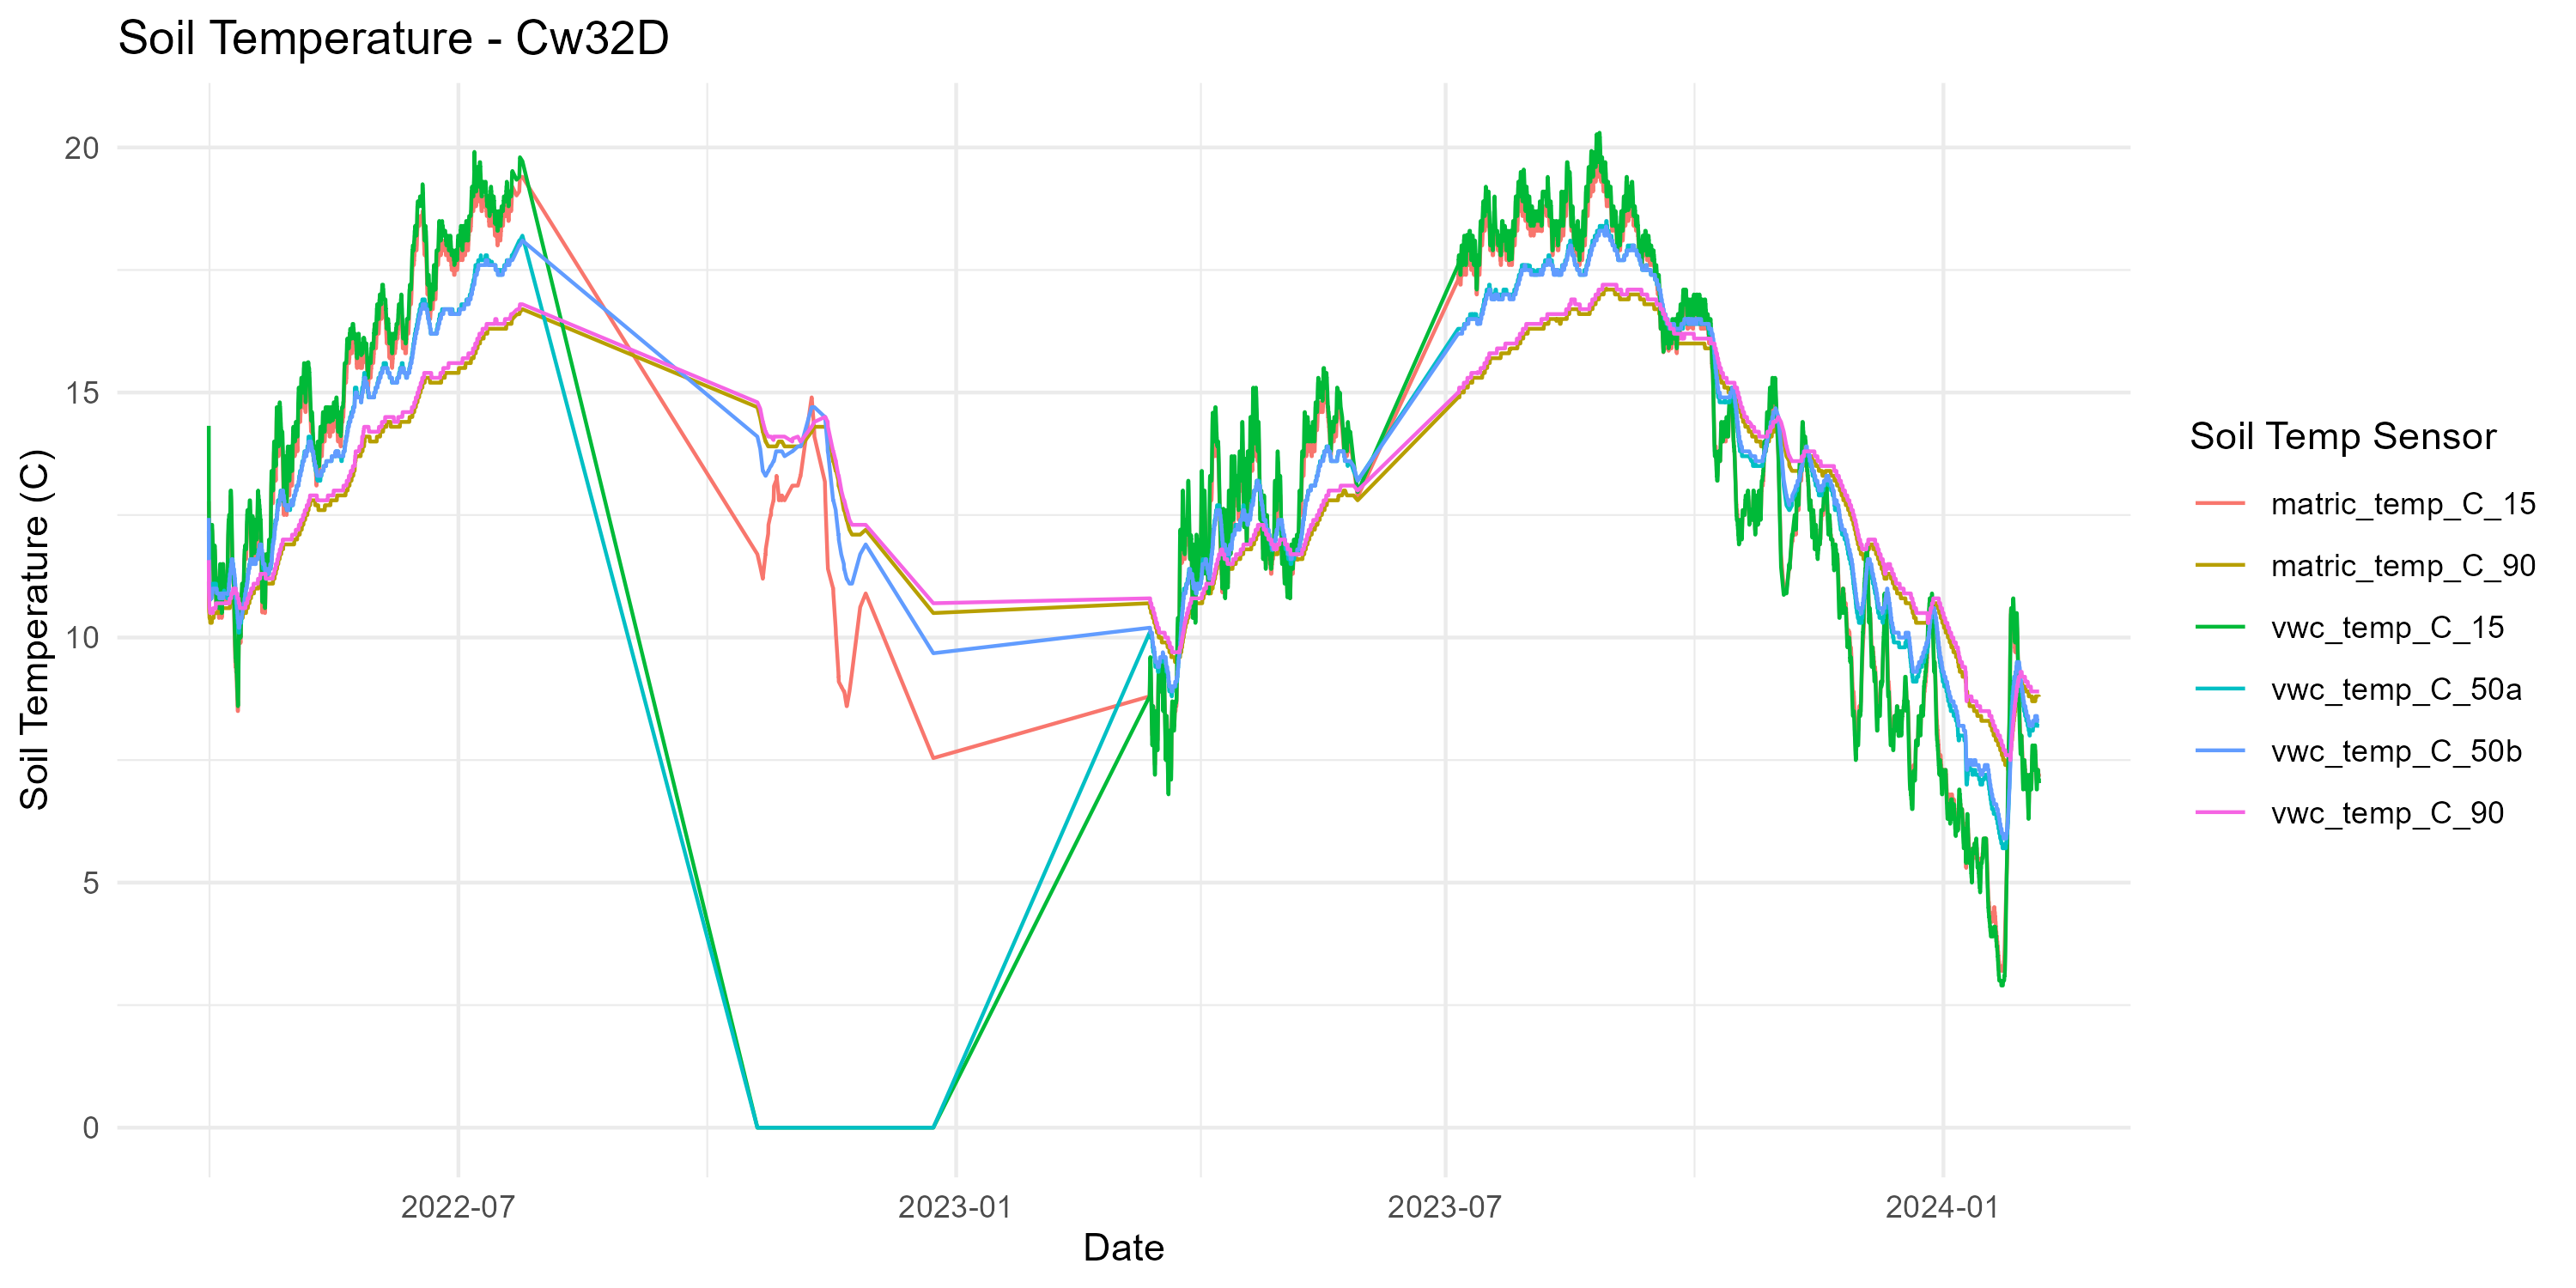 Soil Temperature - Cw32D
Soil Temperature (C)
20
15
10
5
0
2022-07
2023-01
2023-07
2024-01
Date
Soil Temp Sensor
matric_temp_C_15
matric_temp_C_90
vwc_temp_C_15
vwc_temp_C_50a
vwc_temp_C_50b
vwc_temp_C_90